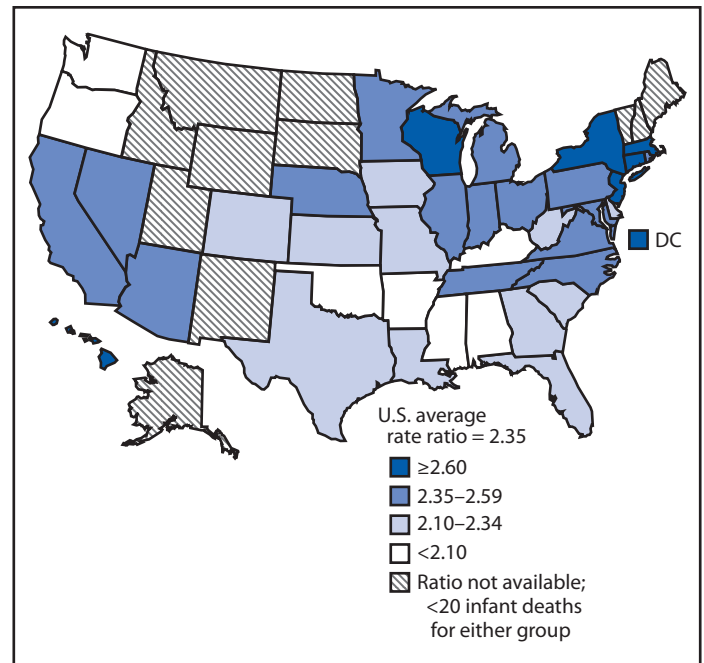 DC
U.S. average
rate ratio = 2.35
≥2.60
2.35–2.59
2.10–2.34
<2.10
Ratio not available;
<20 infant deaths
for either group